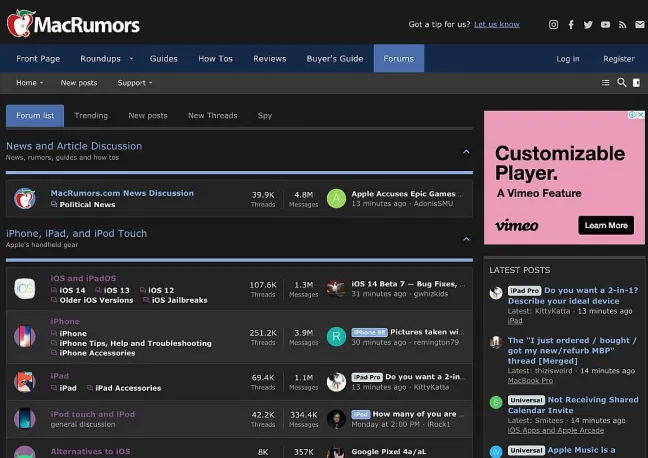 MacRumors
Got a tip for us? Let us know
Front Page Roundups Guides How Tos Reviews Buyer's Guide Forums Log in Register
Home New posts Support
Forum list Trending New posts New Threads Spy
News and Article Discussion
News, rumors, guides and how tos
MacRumors.com News Discussion
Political News
39.9K
Threads
4.8M
Messages
A
Apple Accuses Epic Games...
13 minutes ago · AdonisSMU
iPhone, iPad, and iPod Touch
Apple's handheld gear
iOS
iOS and iPadOS
iOS 14 iOS 13 iOS 12
Older iOS Versions iOS Jailbreaks
107.6K
Threads
1.3M
Messages
iOS 14 Beta 7 — Bug Fixes, ...
31 minutes ago · gwhizkids
iPhone
iPhone
iPhone Tips, Help and Troubleshooting
iPhone Accessories
251.2K
Threads
3.9M
Messages
R
iPhone SE Pictures taken wi...
30 minutes ago · remington79
iPad
iPad iPad Accessories
69.4K
Threads
1.1M
Messages
iPad Pro Do you want a 2-in...
13 minutes ago · KittyKatta
iPod touch and iPod
general discussion
42.2K
Threads
334.4K
Messages
iPod How many of you are ...
Monday at 2:00 PM · iRock1
Alternatives to iOS
8K
357K
Google Pixel 4a/aL
Customizable
Player.
A Vimeo Feature
vimeo
Learn More
LATEST POSTS
iPad Pro Do you want a 2-in-1?
Describe your ideal device
Latest: KittyKatta · 13 minutes ago
iPad
The "I just ordered / bought /
got my new/refurb MBP"
thread [Merged]
Latest: thizisweird · 14 minutes ago
MacBook Pro
S
Universal Not Receiving Shared
Calendar Invite
Latest: Smitees · 14 minutes ago
iOS Apps and Apple Arcade
W
Universal Apple Music is a